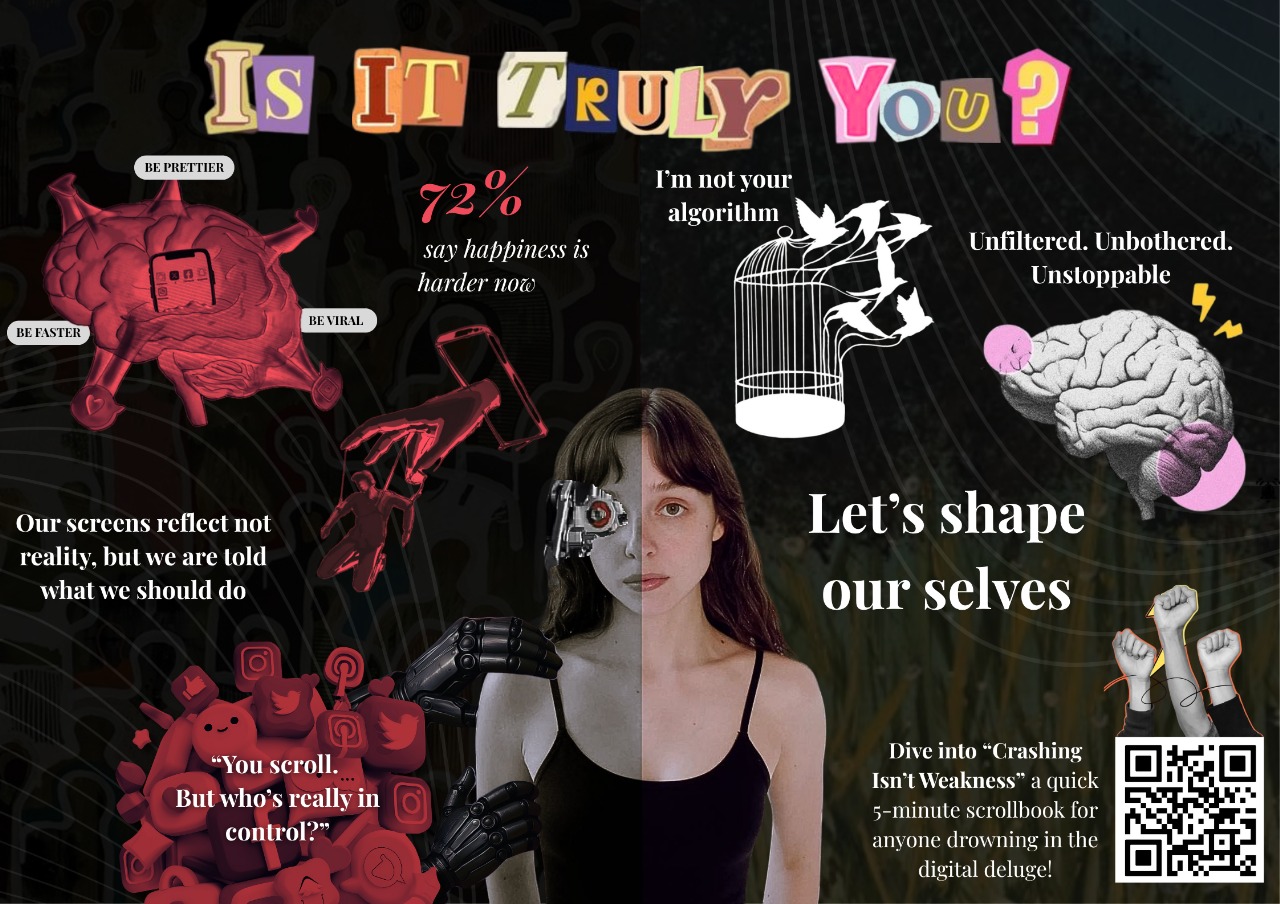 IS IT TRULY YOU?
BE PRETTIER
BE FASTER
BE VIRAL
72%
say happiness is
harder now
Our screens reflect not
reality, but we are told
what we should do
“You scroll.
But who’s really in
control?”
I’m not your
algorithm
Unfiltered. Unbothered.
Unstoppable
Let’s shape
our selves
Dive into “Crashing
Isn’t Weakness” a quick
5-minute scrollbook for
anyone drowning in the
digital deluge!